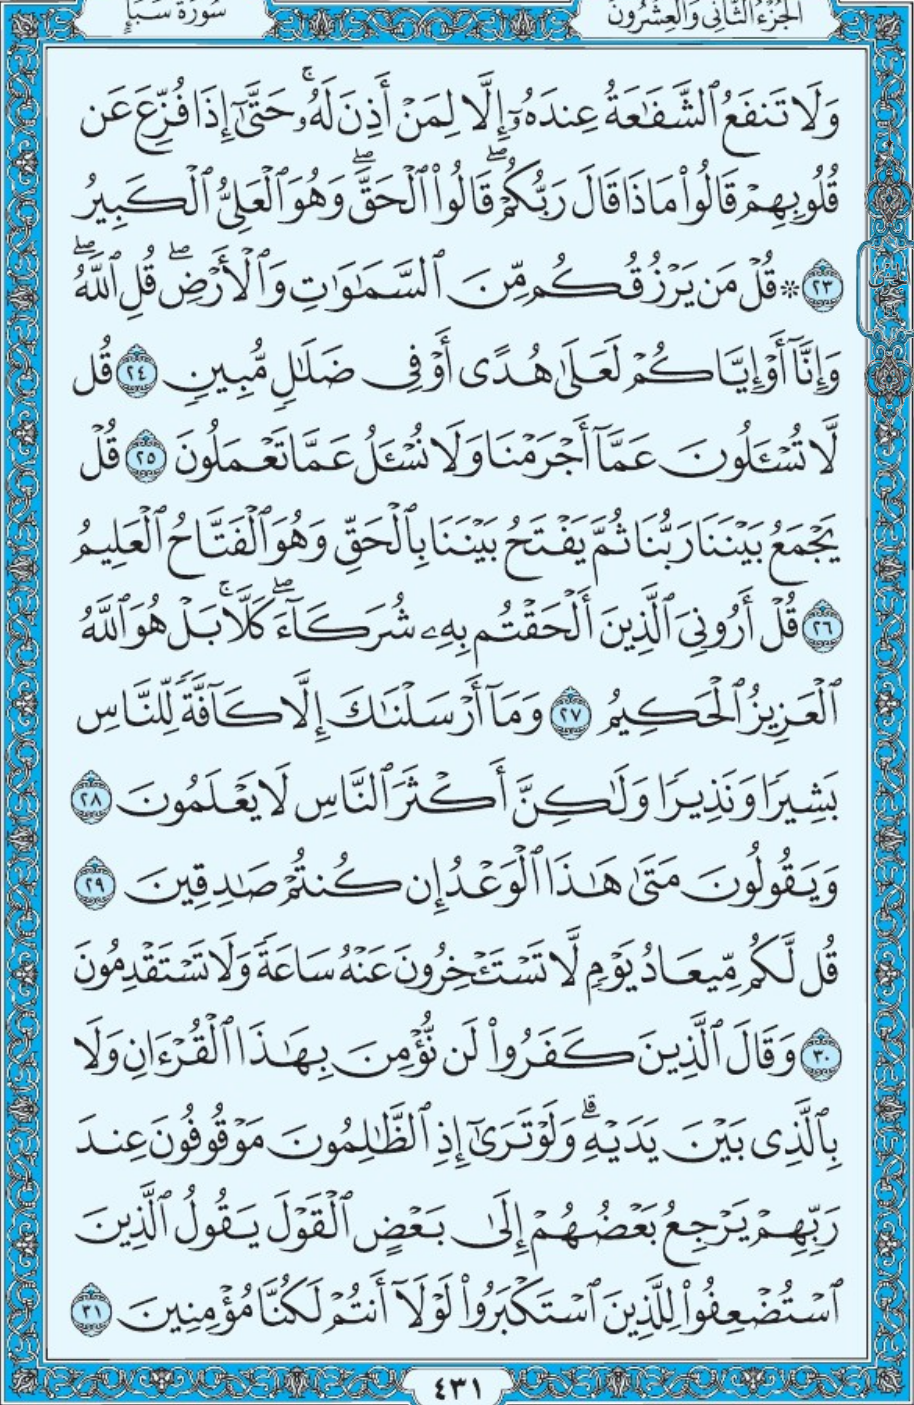 الجزء الثاني والعشرون
سورة سبإ
وَلَا تَنفَعُ ٱلشَّفَٰعَةُ عِندَهُۥٓ إِلَّا لِمَنْ أَذِنَ لَهُۥۚ حَتَّىٰٓ إِذَا فُزِّعَ عَن
قُلُوبِهِمْ قَالُوا۟ مَاذَا قَالَ رَبُّكُمْۖ قَالُوا۟ ٱلْحَقَّۖ وَهُوَ ٱلْعَلِىُّ ٱلْكَبِيرُ
٢٣ ۞ قُلْ مَن يَرْزُقُكُم مِّنَ ٱلسَّمَٰوَٰتِ وَٱلْأَرْضِۖ قُلِ ٱللَّهُۖ
وَإِنَّآ أَوْ إِيَّاكُمْ لَعَلَىٰ هُدًى أَوْ فِى ضَلَٰلٍ مُّبِينٍ ٢٤ قُل
لَّا تُسْـَٔلُونَ عَمَّآ أَجْرَمْنَا وَلَا نُسْـَٔلُ عَمَّا تَعْمَلُونَ ٢٥ قُلْ
يَجْمَعُ بَيْنَنَا رَبُّنَا ثُمَّ يَفْتَحُ بَيْنَنَا بِٱلْحَقِّ وَهُوَ ٱلْفَتَّاحُ ٱلْعَلِيمُ
٢٦ قُلْ أَرُونِىَ ٱلَّذِينَ أَلْحَقْتُم بِهِۦ شُرَكَآءَۖ كَلَّاۚ بَلْ هُوَ ٱللَّهُ
ٱلْعَزِيزُ ٱلْحَكِيمُ ٢٧ وَمَآ أَرْسَلْنَٰكَ إِلَّا كَآفَّةً لِّلنَّاسِ
بَشِيرًا وَنَذِيرًا وَلَٰكِنَّ أَكْثَرَ ٱلنَّاسِ لَا يَعْلَمُونَ ٢٨
وَيَقُولُونَ مَتَىٰ هَٰذَا ٱلْوَعْدُ إِن كُنتُمْ صَٰدِقِينَ ٢٩
قُل لَّكُم مِّيعَادُ يَوْمٍ لَّا تَسْتَـْٔخِرُونَ عَنْهُ سَاعَةً وَلَا تَسْتَقْدِمُونَ
٣٠ وَقَالَ ٱلَّذِينَ كَفَرُوا۟ لَن نُّؤْمِنَ بِهَٰذَا ٱلْقُرْءَانِ وَلَا
بِٱلَّذِى بَيْنَ يَدَيْهِۗ وَلَوْ تَرَىٰٓ إِذِ ٱلظَّٰلِمُونَ مَوْقُوفُونَ عِندَ
رَبِّهِمْ يَرْجِعُ بَعْضُهُمْ إِلَىٰ بَعْضٍ ٱلْقَوْلَ يَقُولُ ٱلَّذِينَ
ٱسْتُضْعِفُوا۟ لِلَّذِينَ ٱسْتَكْبَرُوا۟ لَوْلَآ أَنتُمْ لَكُنَّا مُؤْمِنِينَ ٣١
٤٣١